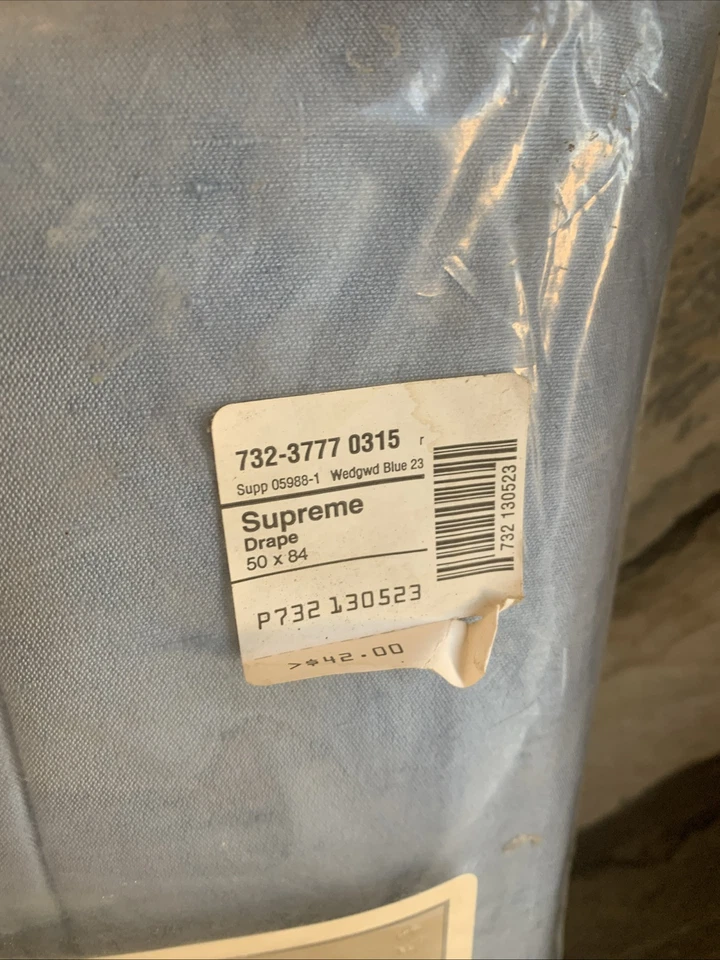 732-3777 0315 r
Supp 05988-1 Wedgwd Blue 23
Supreme
Drape
50 x 84
P732 130523
>*42.00
732 130523